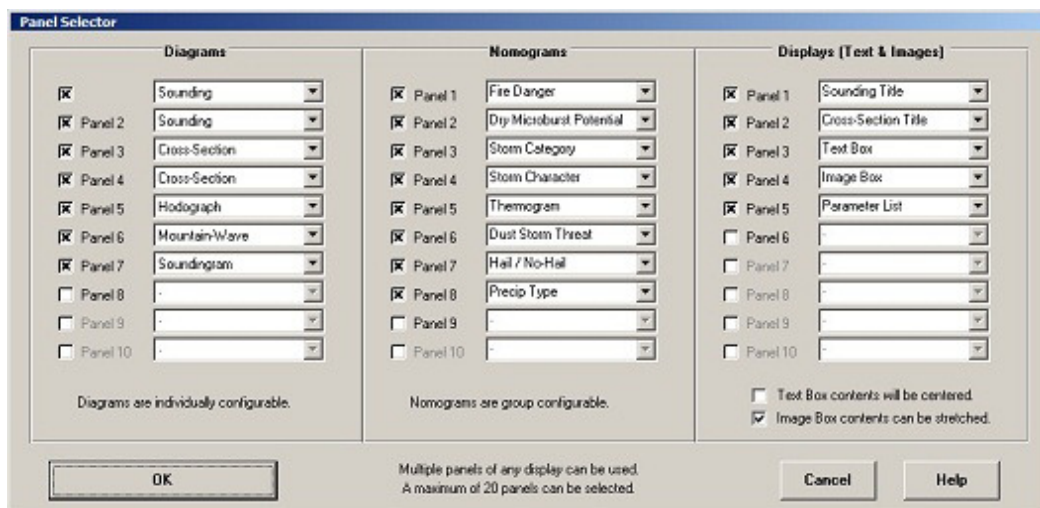 Panel Selector
Diagrams
Sounding
Panel 2 Sounding
Panel 3 Cross-Section
Panel 4 Cross-Section
Panel 5 Hodograph
Panel 6 Mountain-Wave
Panel 7 Soundingram
Panel 8 -
Panel 9 -
Panel 10 -
Diagrams are individually configurable.
Nomograms
Panel 1 Fire Danger
Panel 2 Dry Microburst Potential
Panel 3 Storm Category
Panel 4 Storm Character
Panel 5 Thermogram
Panel 6 Dust Storm Threat
Panel 7 Hail / No-Hail
Panel 8 Precip Type
Panel 9 -
Panel 10 -
Nomograms are group configurable.
Displays (Text & Images)
Panel 1 Sounding Title
Panel 2 Cross-Section Title
Panel 3 Text Box
Panel 4 Image Box
Panel 5 Parameter List
Panel 6 -
Panel 7 -
Panel 8 -
Panel 9 -
Panel 10 -
Text Box contents will be centered.
Image Box contents can be stretched.
OK
Multiple panels of any display can be used.
A maximum of 20 panels can be selected.
Cancel
Help